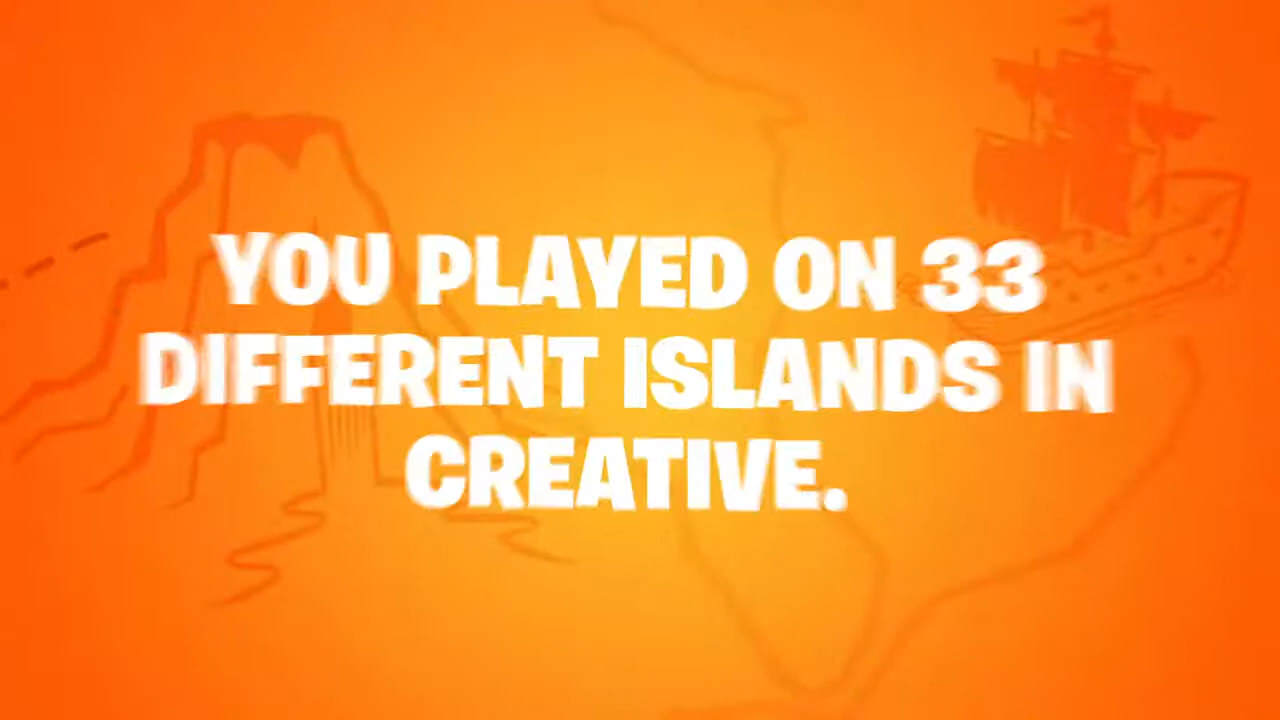 YOU PLAYED ON 33
DIFFERENT ISLANDS IN
CREATIVE.